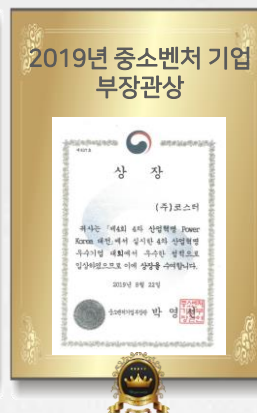 2019년 중소벤처 기업
부장관상
상 장
(주)코스터
귀사는 「제4회 4차 산업혁명 Power
Korea 대전」에서 실시한 4차 산업혁명
우수기업 대회에서 우수한 성적으로
입상하였으므로 이에 상장을 수여합니다.
2019년 9월 22일
중소벤처기업부장관 박 영 선